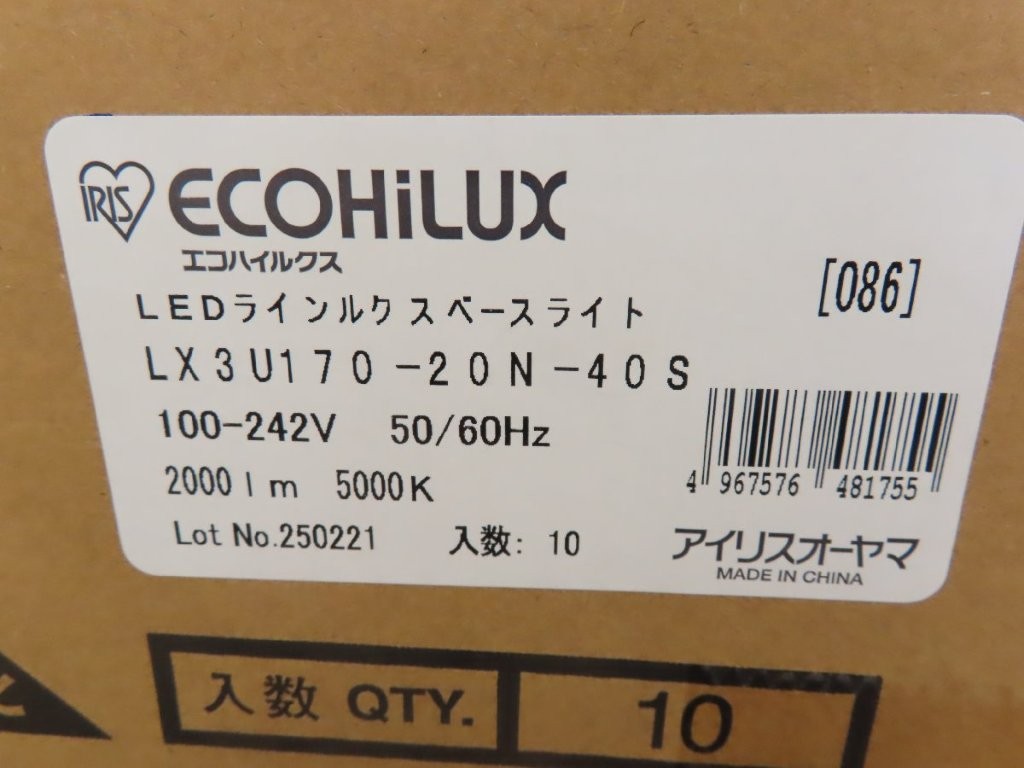 IRIS ECOHiLUX
エコハイルクス
[086]
LEDラインルクスベースライト
LX3U170-20N-40S
100-242V 50/60Hz
2000lm 5000K
4 967576 481755
Lot No.250221 入数: 10
アイリスオーヤマ
MADE IN CHINA
入数 QTY. 10